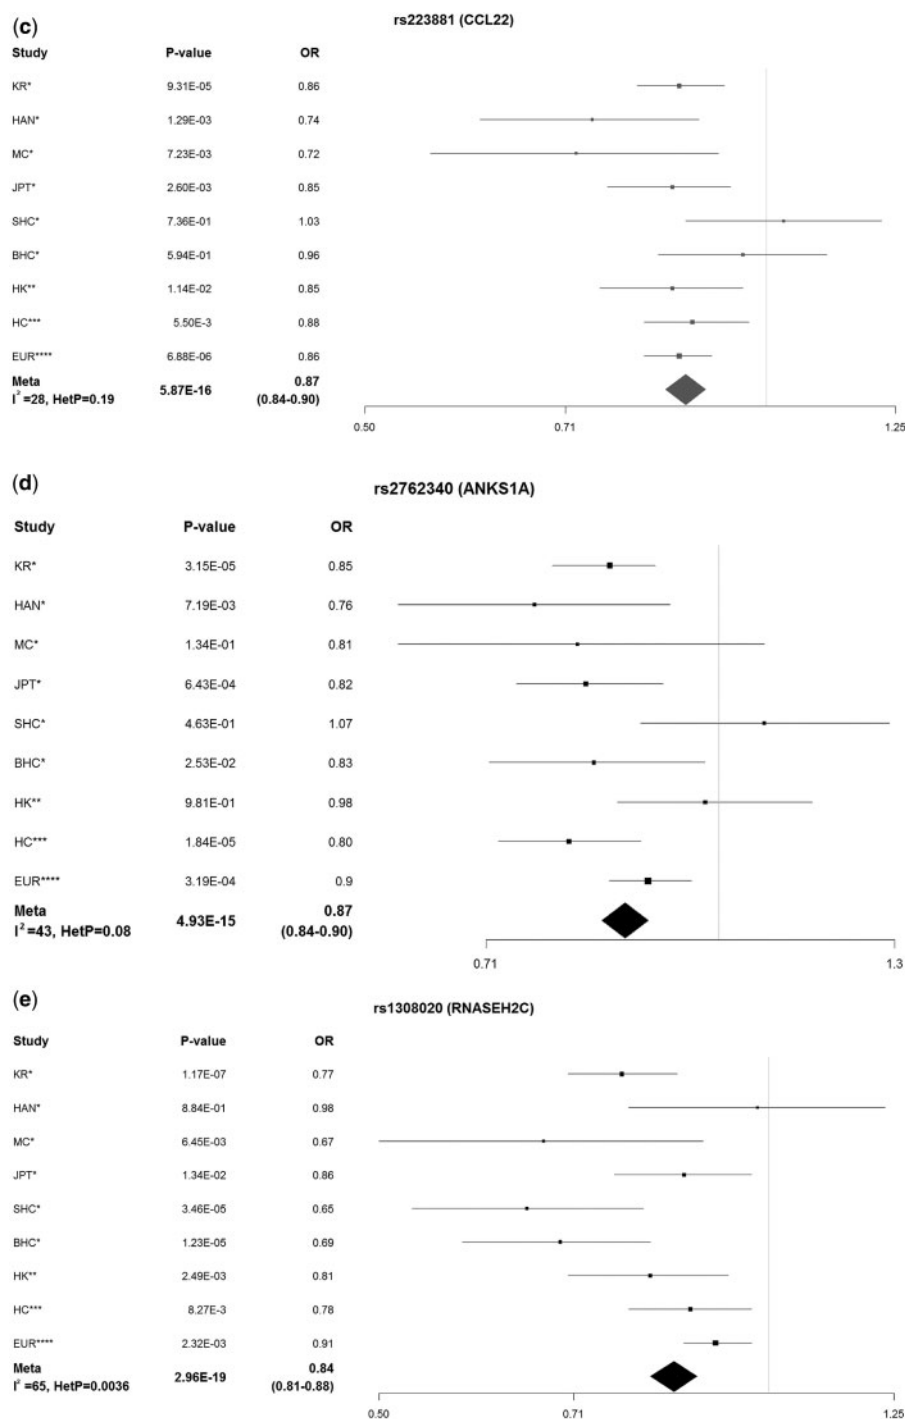 (c)
rs223881 (CCL22)
Study P-value OR
KR* 9.31E-05 0.86
HAN* 1.29E-03 0.74
MC* 7.23E-03 0.72
JPT* 2.60E-03 0.85
SHC* 7.36E-01 1.03
BHC* 5.94E-01 0.96
HK** 1.14E-02 0.85
HC*** 5.50E-3 0.88
EUR**** 6.88E-06 0.86
Meta 0.87
I²=28, HetP=0.19 5.87E-16 (0.84-0.90)
0.50 0.71 1.25
(d)
rs2762340 (ANKS1A)
Study P-value OR
KR* 3.15E-05 0.85
HAN* 7.19E-03 0.76
MC* 1.34E-01 0.81
JPT* 6.43E-04 0.82
SHC* 4.63E-01 1.07
BHC* 2.53E-02 0.83
HK** 9.81E-01 0.98
HC*** 1.84E-05 0.80
EUR**** 3.19E-04 0.9
Meta 0.87
I²=43, HetP=0.08 4.93E-15 (0.84-0.90)
0.71 1.3
(e)
rs1308020 (RNASEH2C)
Study P-value OR
KR* 1.17E-07 0.77
HAN* 8.84E-01 0.98
MC* 6.45E-03 0.67
JPT* 1.34E-02 0.86
SHC* 3.46E-05 0.65
BHC* 1.23E-05 0.69
HK** 2.49E-03 0.81
HC*** 8.27E-3 0.78
EUR**** 2.32E-03 0.91
Meta 0.84
I²=65, HetP=0.0036 2.96E-19 (0.81-0.88)
0.50 0.71 1.25